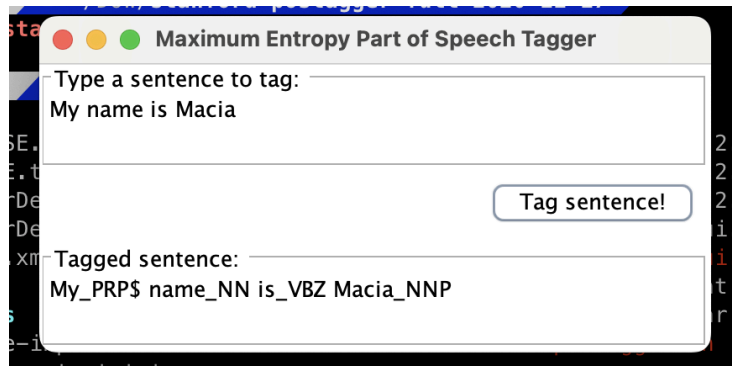 Maximum Entropy Part of Speech Tagger
Type a sentence to tag:
My name is Macia
Tag sentence!
Tagged sentence:
My_PRP$ name_NN is_VBZ Macia_NNP